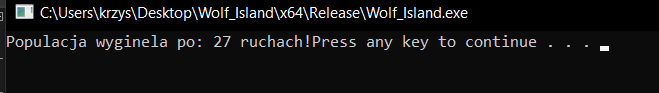 C:\Users\krzys\Desktop\Wolf_Island\x64\Release\Wolf_Island.exe
Populacja wyginela po: 27 ruchach!Press any key to continue . . .